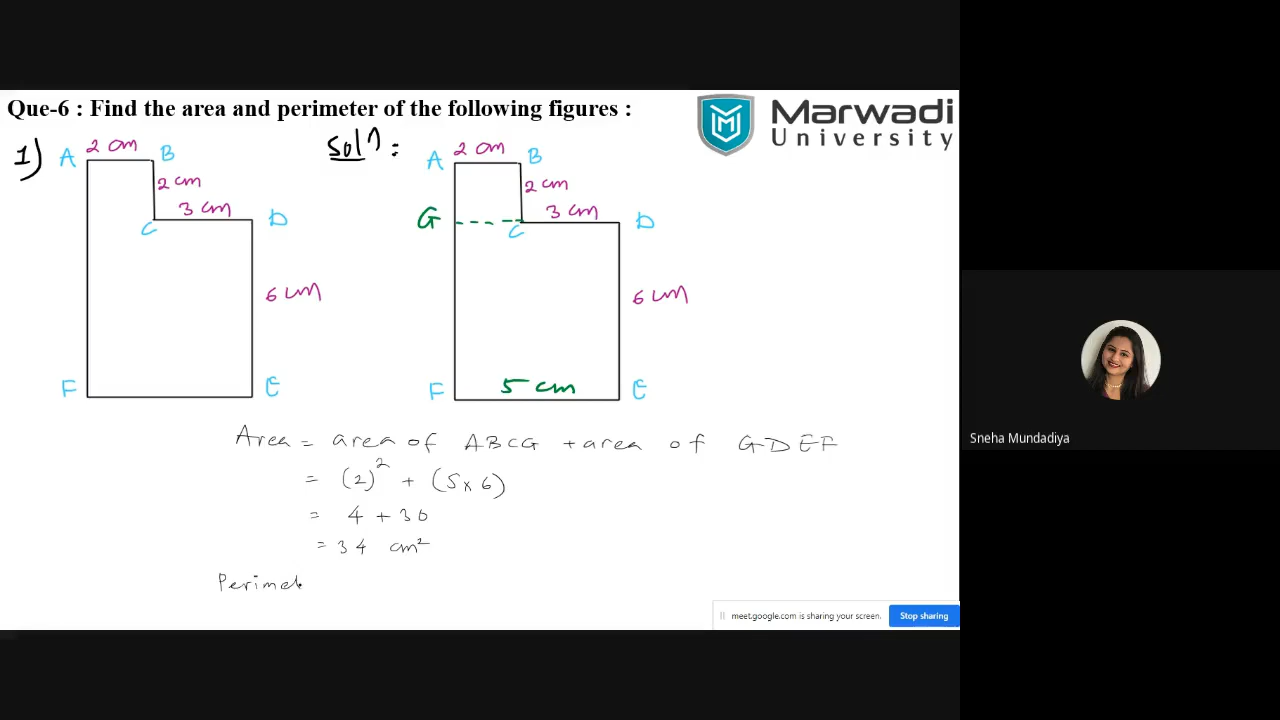 Que-6 : Find the area and perimeter of the following figures :
Marwadi
University
1)
A 2 cm B
2 cm
3 cm
C D
6 cm
F E
Solⁿ :
A 2 cm B
2 cm
G 3 cm
C D
6 cm
F 5 cm E
Area = area of ABCG + area of GDEF
= (2)² + (5 x 6)
= 4 + 30
= 34 cm²
Perimet
Sneha Mundadiya
meet.google.com is sharing your screen. Stop sharing